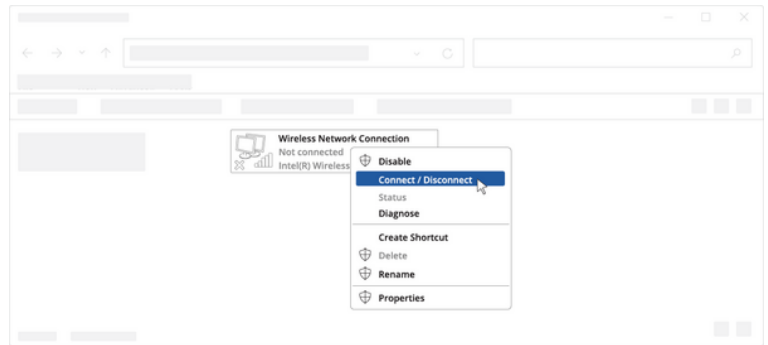 Wireless Network Connection
Not connected
Intel(R) Wireless
Disable
Connect / Disconnect
Status
Diagnose
Create Shortcut
Delete
Rename
Properties